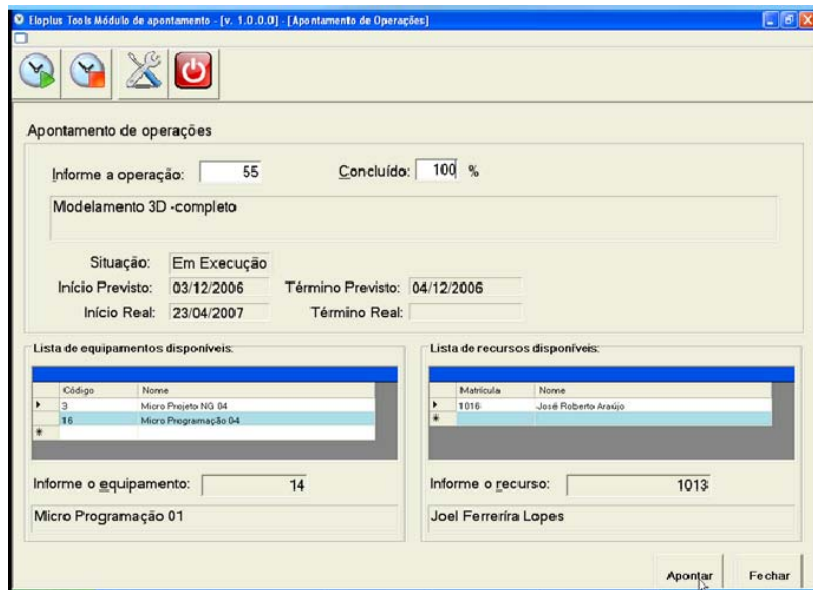 Eloplus Tools Módulo de apontamento - [v. 1.0.0.0] - [Apontamento de Operações]
Apontamento de operações
Informe a operação: 55 Concluído: 100 %
Modelamento 3D -completo
Situação: Em Execução
Início Previsto: 03/12/2006 Término Previsto: 04/12/2006
Início Real: 23/04/2007 Término Real:
Lista de equipamentos disponíveis:
Código Nome
3 Micro Projeto NG 04
16 Micro Programação 04
Informe o equipamento: 14
Micro Programação 01
Lista de recursos disponíveis:
Matrícula Nome
1016 José Roberto Araújo
Informe o recurso: 1013
Joel Ferreríra Lopes
Apontar Fechar